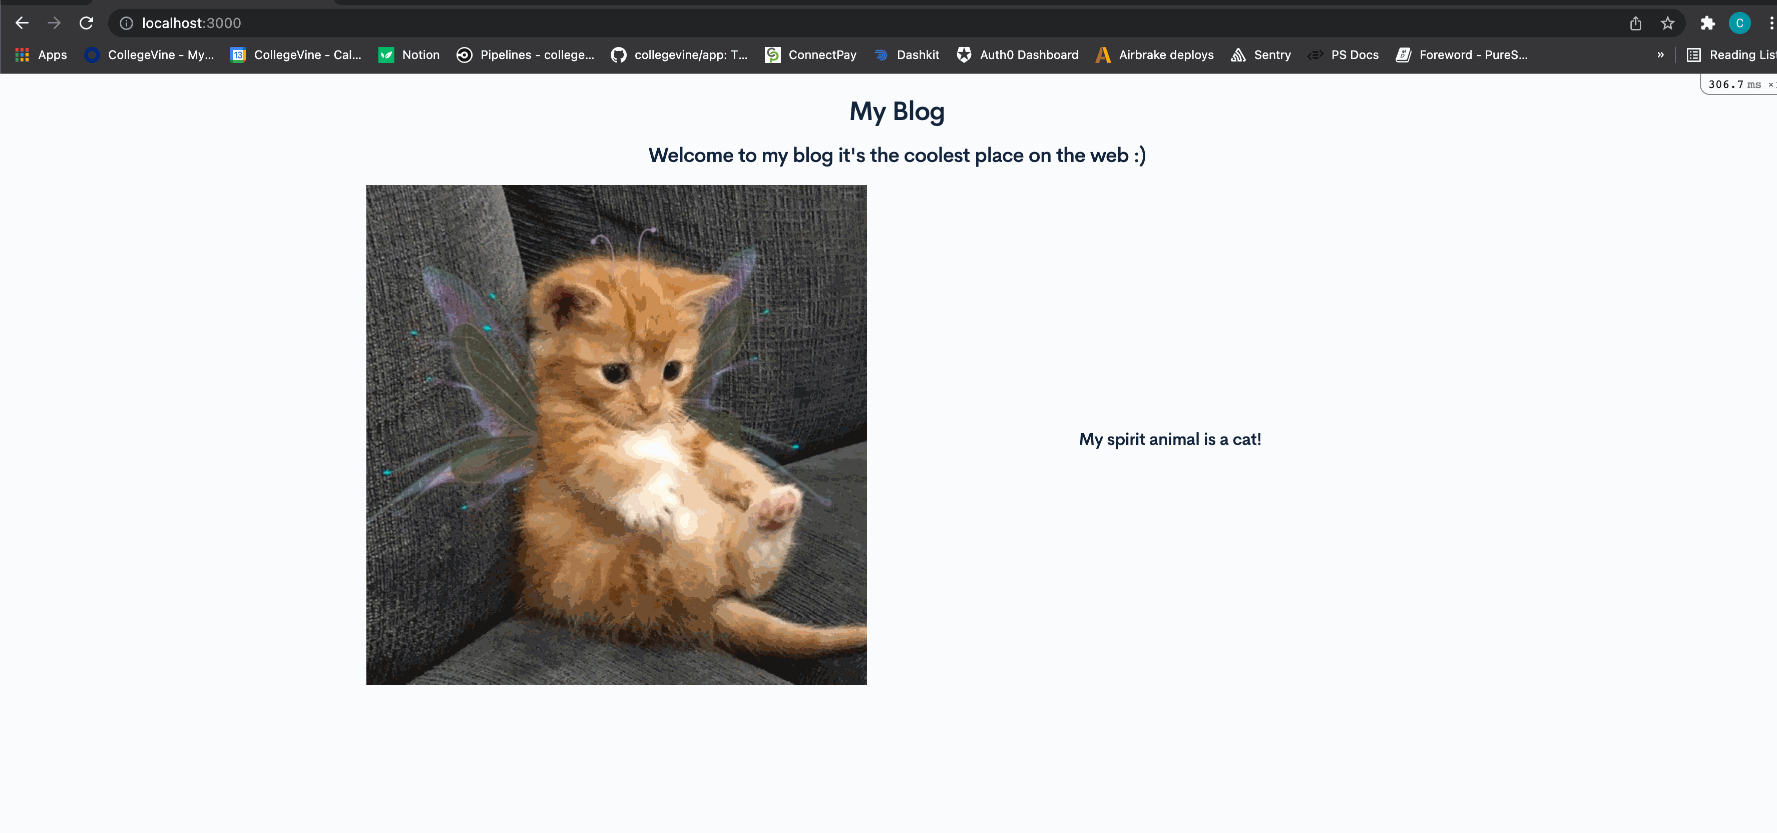 localhost:3000
Apps CollegeVine - My... CollegeVine - Cal... Notion Pipelines - college... collegevine/app: T... ConnectPay Dashkit Auth0 Dashboard Airbrake deploys Sentry PS Docs Foreword - PureS... » Reading List
306.7 ms ×
My Blog
Welcome to my blog it's the coolest place on the web :)
My spirit animal is a cat!